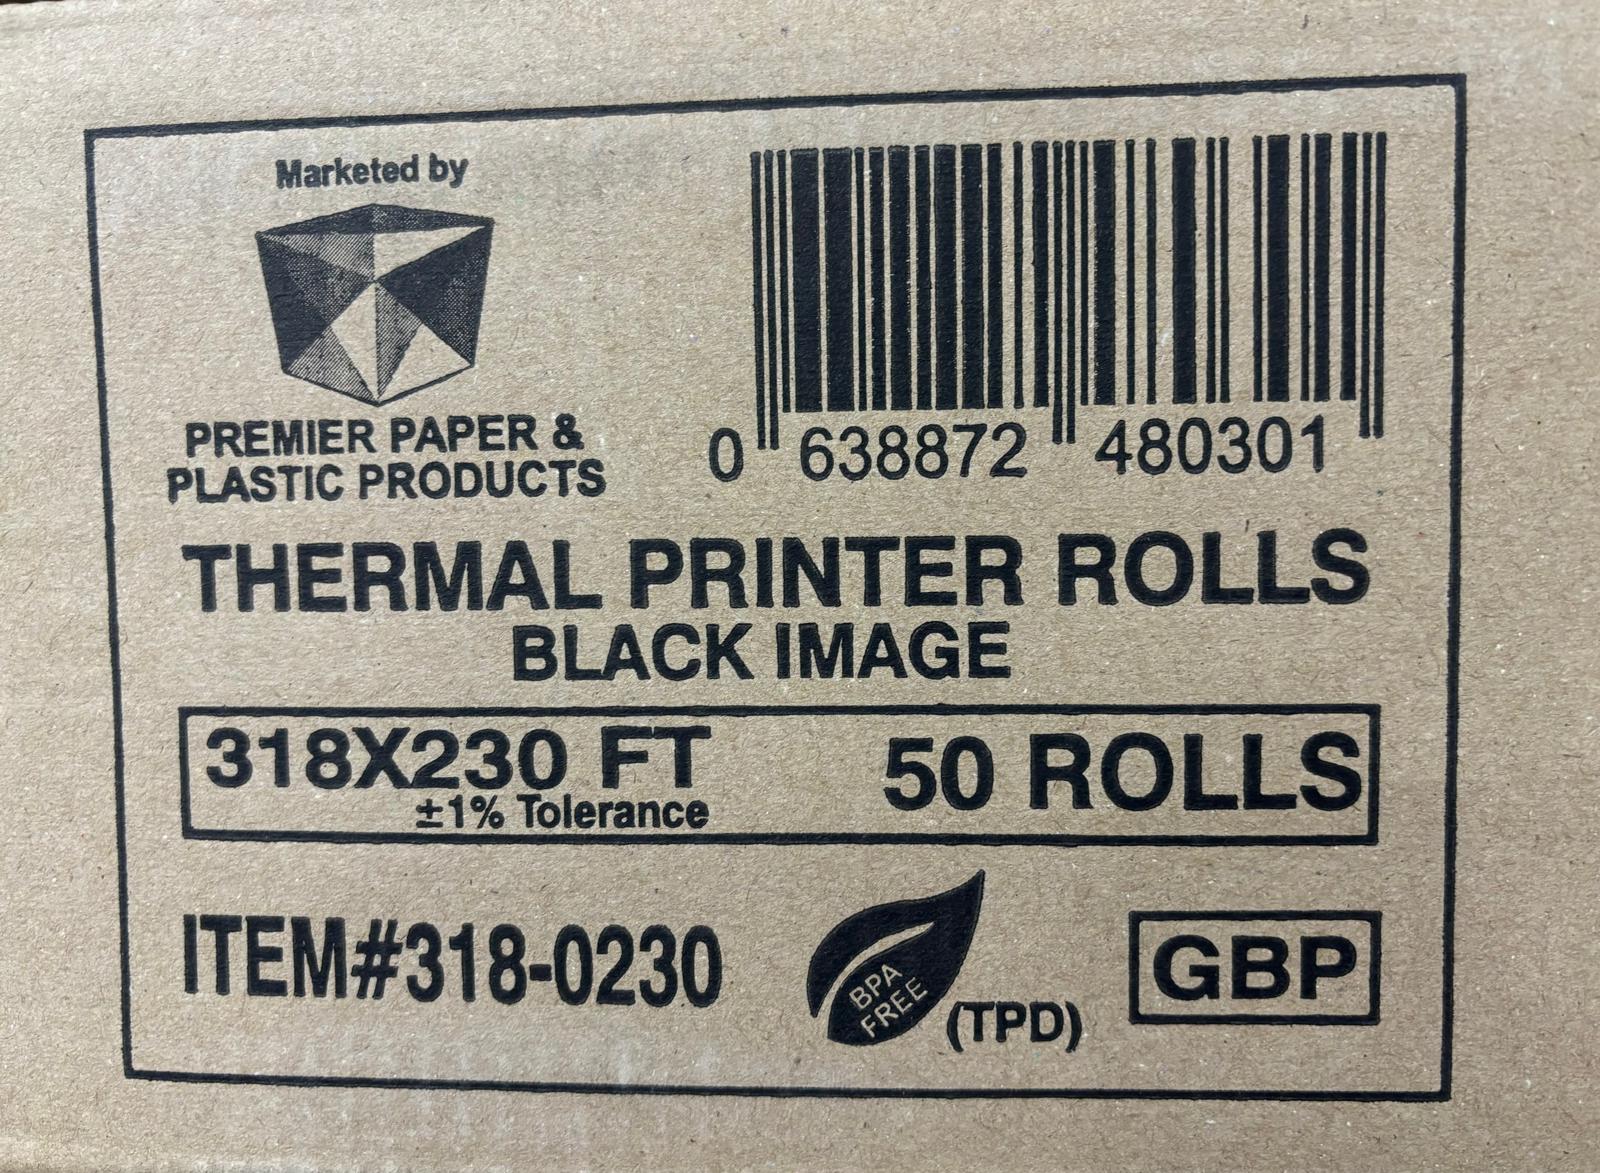 Marketed by
PREMIER PAPER &
PLASTIC PRODUCTS
0 638872 480301
THERMAL PRINTER ROLLS
BLACK IMAGE
318X230 FT 50 ROLLS
±1% Tolerance
ITEM#318-0230
BPA
FREE
(TPD)
GBP